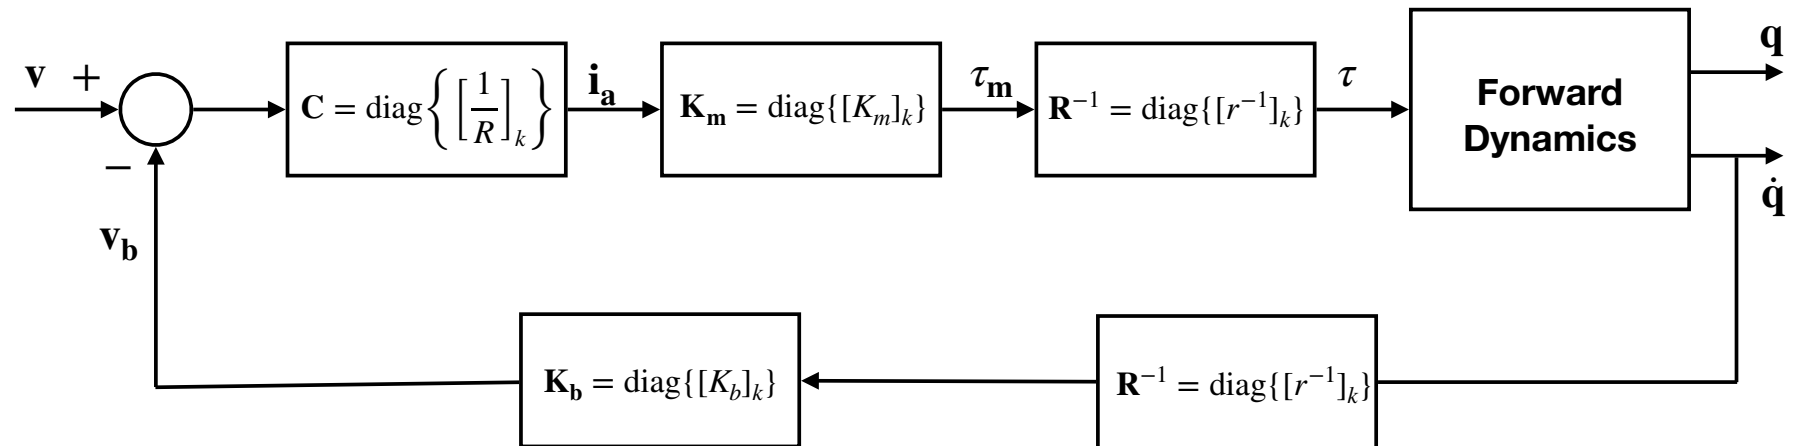 v +
C = diag{[1/R]_k}
i_a
K_m = diag{[K_m]_k}
τ_m
R⁻¹ = diag{[r⁻¹]_k}
τ
Forward
Dynamics
q
q̇
−
v_b
K_b = diag{[K_b]_k}
R⁻¹ = diag{[r⁻¹]_k}